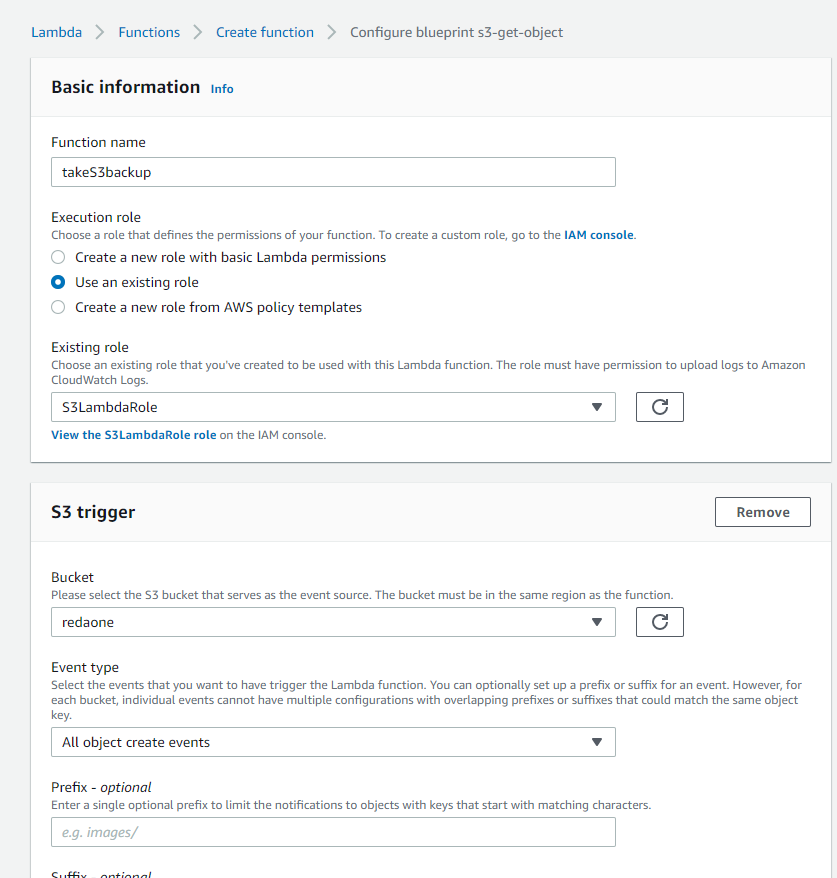 Lambda > Functions > Create function > Configure blueprint s3-get-object
Basic information Info
Function name
takeS3backup
Execution role
Choose a role that defines the permissions of your function. To create a custom role, go to the IAM console.
Create a new role with basic Lambda permissions
Use an existing role
Create a new role from AWS policy templates
Existing role
Choose an existing role that you've created to be used with this Lambda function. The role must have permission to upload logs to Amazon
CloudWatch Logs.
S3LambdaRole
View the S3LambdaRole role on the IAM console.
S3 trigger
Remove
Bucket
Please select the S3 bucket that serves as the event source. The bucket must be in the same region as the function.
redaone
Event type
Select the events that you want to have trigger the Lambda function. You can optionally set up a prefix or suffix for an event. However, for
each bucket, individual events cannot have multiple configurations with overlapping prefixes or suffixes that could match the same object
key.
All object create events
Prefix - optional
Enter a single optional prefix to limit the notifications to objects with keys that start with matching characters.
e.g. images/
Suffix - optional